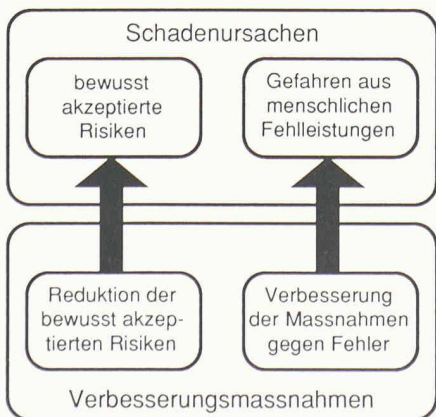 Schadenursachen
bewusst
akzeptierte
Risiken
Gefahren aus
menschlichen
Fehlleistungen
Reduktion der
bewusst akzep-
tierten Risiken
Verbesserung
der Massnahmen
gegen Fehler
Verbesserungsmassnahmen